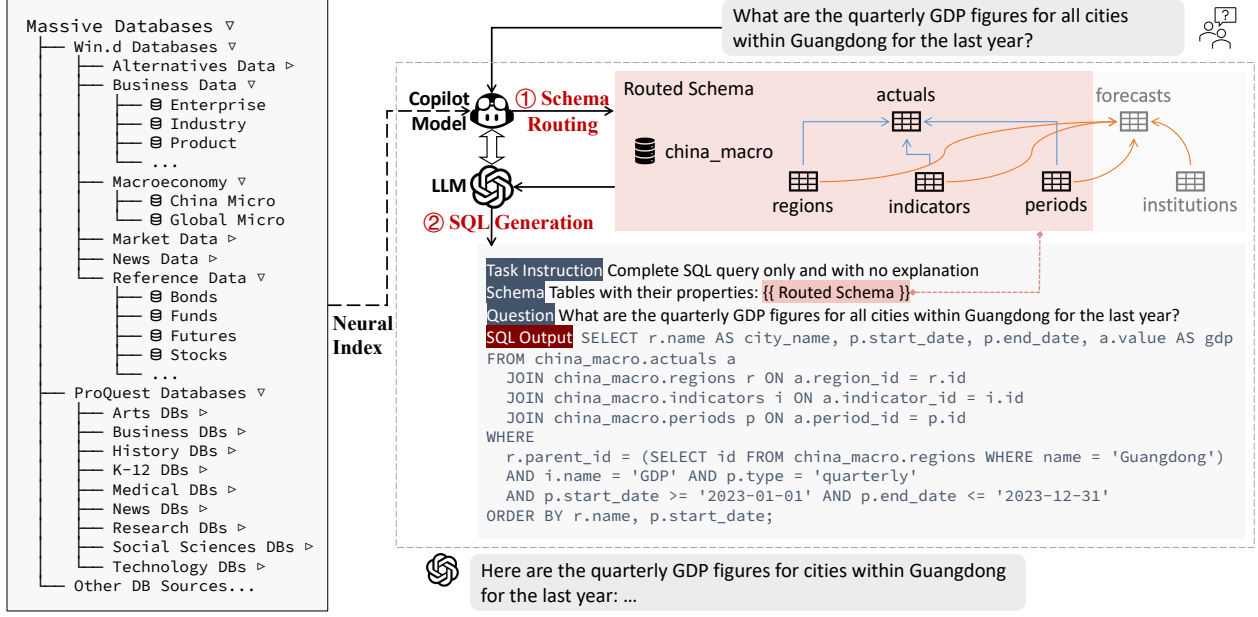 Massive Databases ▽
Win.d Databases ▽
Alternatives Data ▷
Business Data ▽
Enterprise
Industry
Product
...
Macroeconomy ▽
China Micro
Global Micro
Market Data ▷
News Data ▷
Reference Data ▽
Bonds
Funds
Futures
Stocks
...
ProQuest Databases ▽
Arts DBs ▷
Business DBs ▷
History DBs ▷
K-12 DBs ▷
Medical DBs ▷
News DBs ▷
Research DBs ▷
Social Sciences DBs ▷
Technology DBs ▷
Other DB Sources...
Neural
Index
What are the quarterly GDP figures for all cities
within Guangdong for the last year?
Copilot
Model
① Schema
Routing
LLM
② SQL Generation
Routed Schema
china_macro
actuals
forecasts
regions
indicators
periods
institutions
Task Instruction Complete SQL query only and with no explanation
Schema Tables with their properties: {{ Routed Schema }}
Question What are the quarterly GDP figures for all cities within Guangdong for the last year?
SQL Output SELECT r.name AS city_name, p.start_date, p.end_date, a.value AS gdp
FROM china_macro.actuals a
JOIN china_macro.regions r ON a.region_id = r.id
JOIN china_macro.indicators i ON a.indicator_id = i.id
JOIN china_macro.periods p ON a.period_id = p.id
WHERE
r.parent_id = (SELECT id FROM china_macro.regions WHERE name = 'Guangdong')
AND i.name = 'GDP' AND p.type = 'quarterly'
AND p.start_date >= '2023-01-01' AND p.end_date <= '2023-12-31'
ORDER BY r.name, p.start_date;
Here are the quarterly GDP figures for cities within Guangdong
for the last year: ...